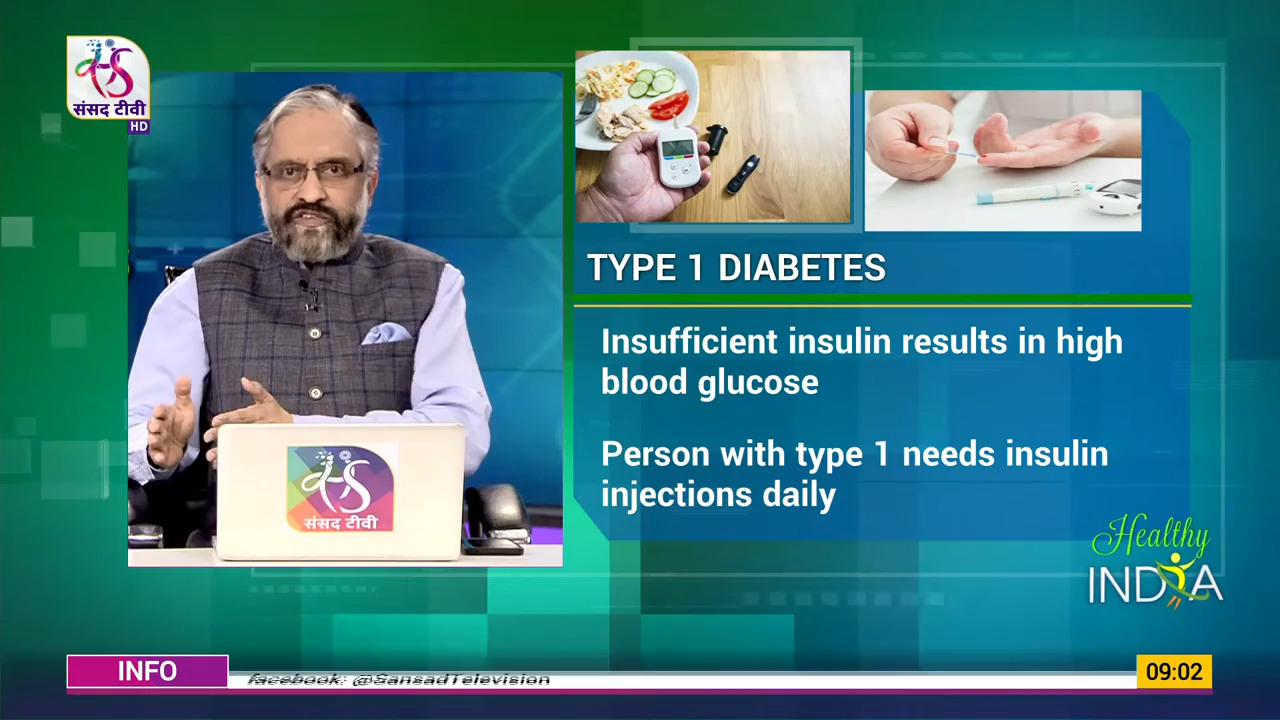 संसद टीवी
HD
TYPE 1 DIABETES
Insufficient insulin results in high
blood glucose
Person with type 1 needs insulin
injections daily
संसद टीवी
Healthy
INDIA
INFO
facebook: @SansadTelevision
09:02